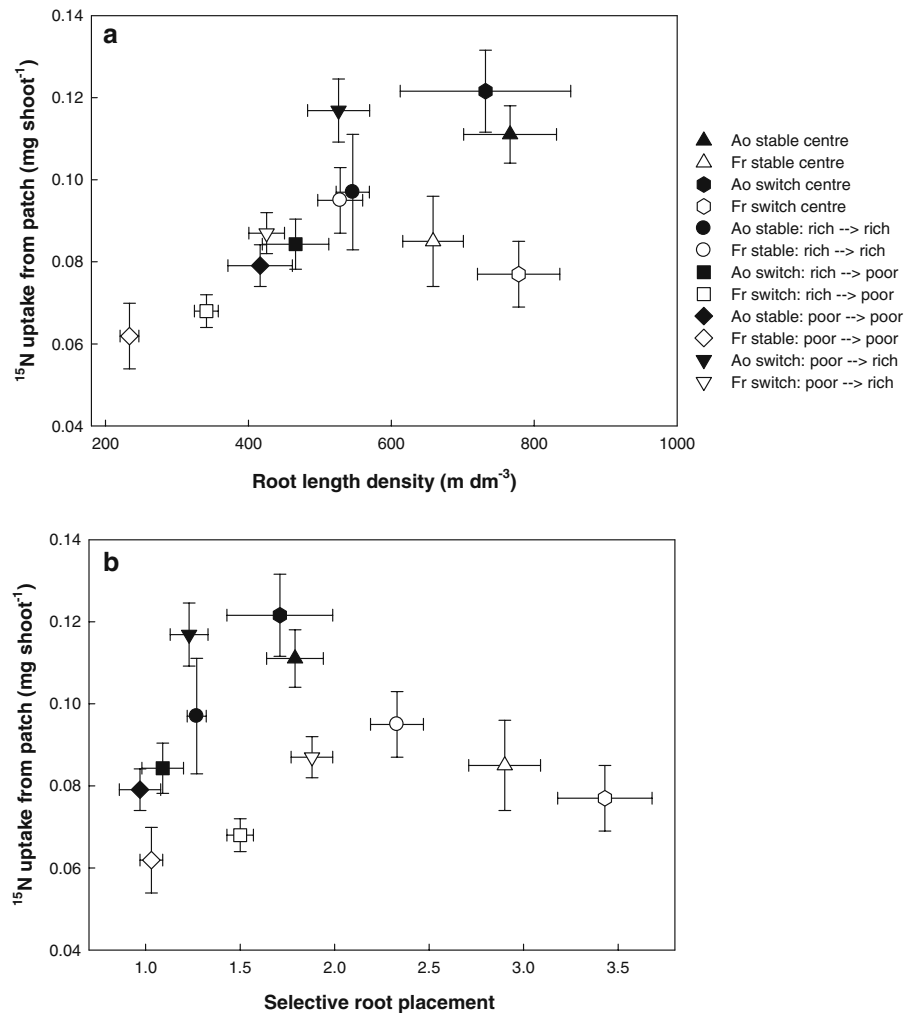 a
0.14
0.12
0.10
0.08
0.06
0.04
¹⁵N uptake from patch (mg shoot⁻¹)
200 400 600 800 1000
Root length density (m dm⁻³)
Ao stable centre
Fr stable centre
Ao switch centre
Fr switch centre
Ao stable: rich --> rich
Fr stable: rich --> rich
Ao switch: rich --> poor
Fr switch: rich --> poor
Ao stable: poor --> poor
Fr stable: poor --> poor
Ao switch: poor --> rich
Fr switch: poor --> rich
b
0.14
0.12
0.10
0.08
0.06
0.04
¹⁵N uptake from patch (mg shoot⁻¹)
1.0 1.5 2.0 2.5 3.0 3.5
Selective root placement